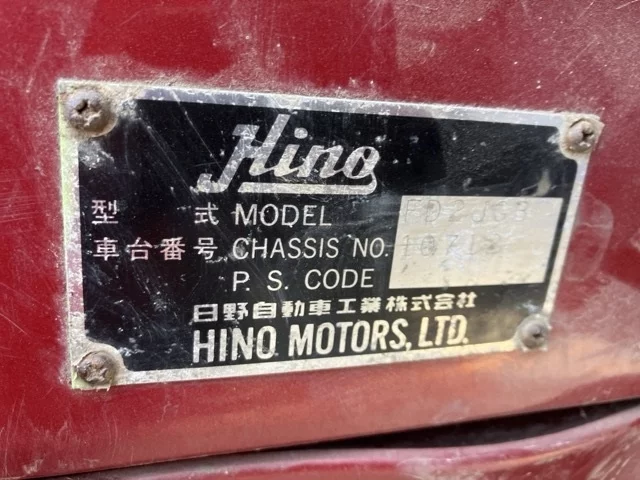 Hino
型 式 MODEL FD2JGB
車台番号 CHASSIS NO.
P. S. CODE
日野自動車工業株式会社
HINO MOTORS, LTD.